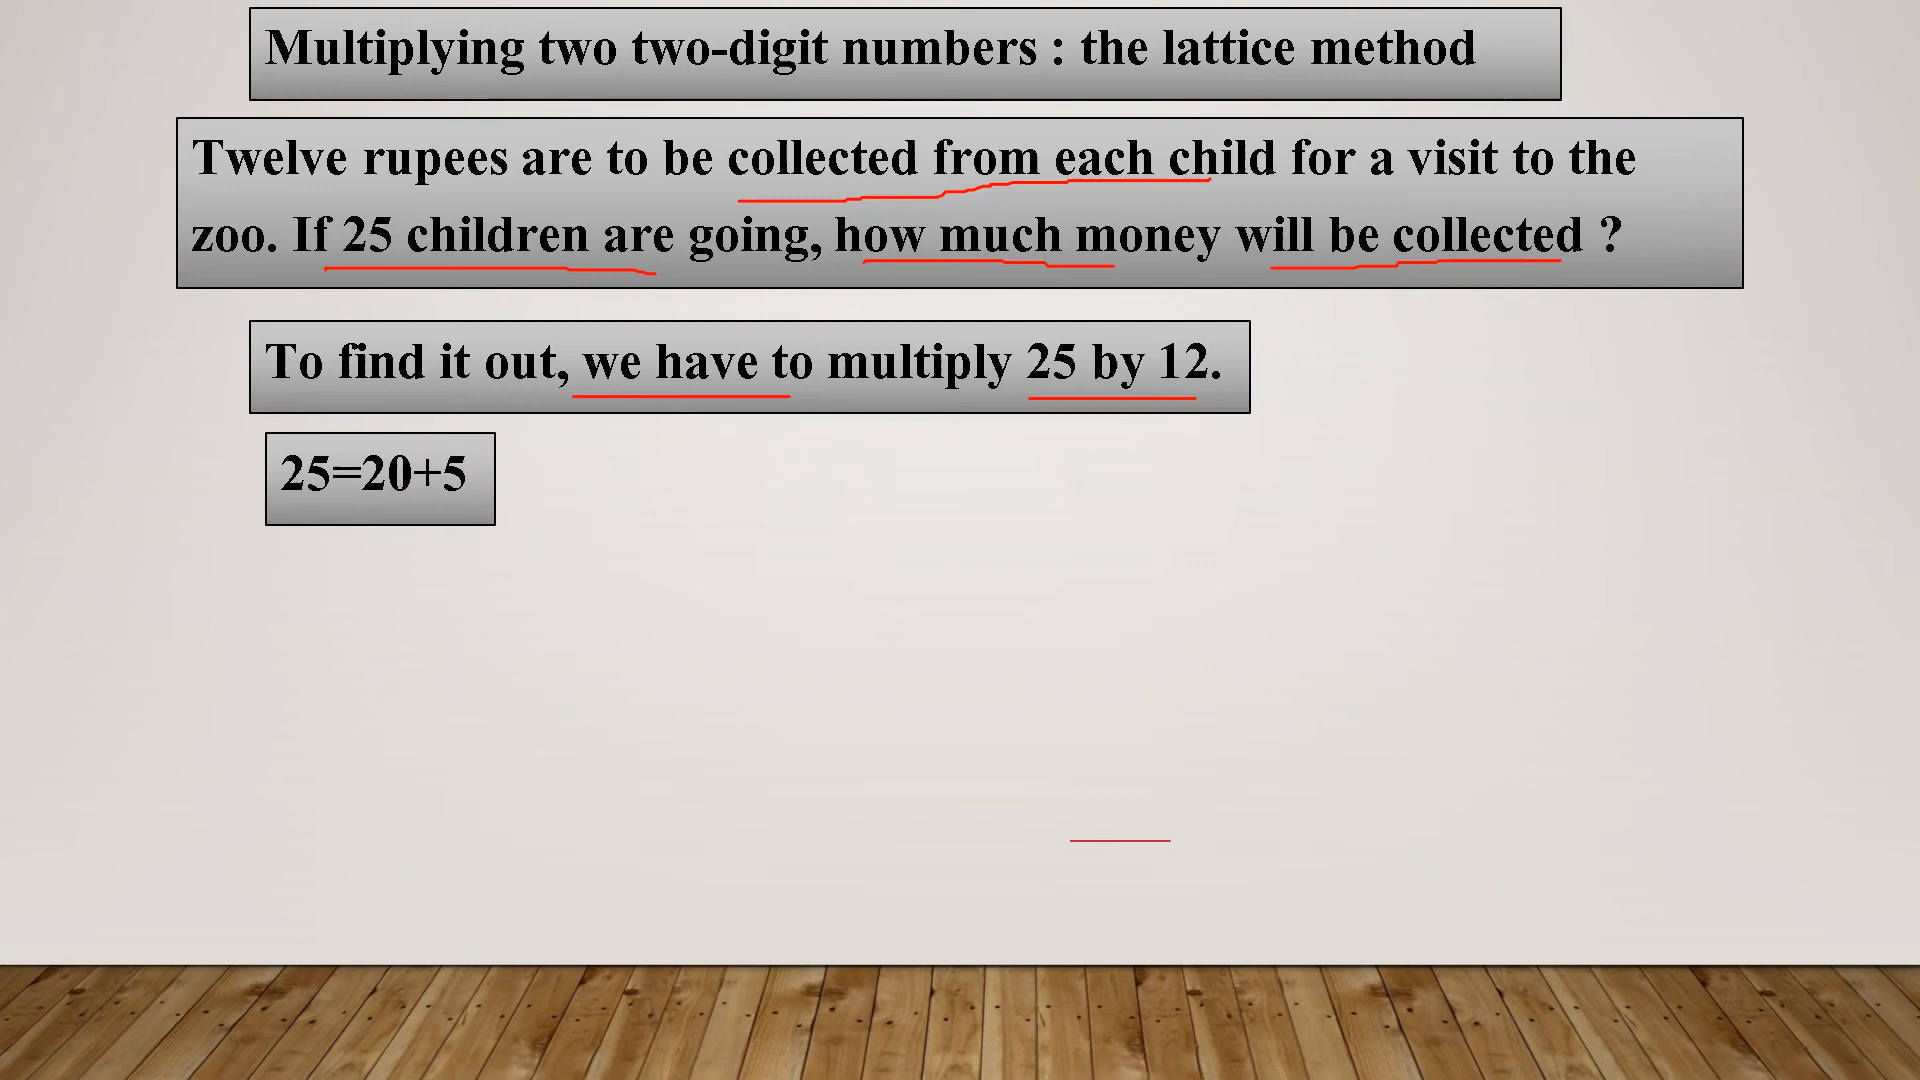 Multiplying two two-digit numbers : the lattice method
Twelve rupees are to be collected from each child for a visit to the
zoo. If 25 children are going, how much money will be collected ?
To find it out, we have to multiply 25 by 12.
25=20+5